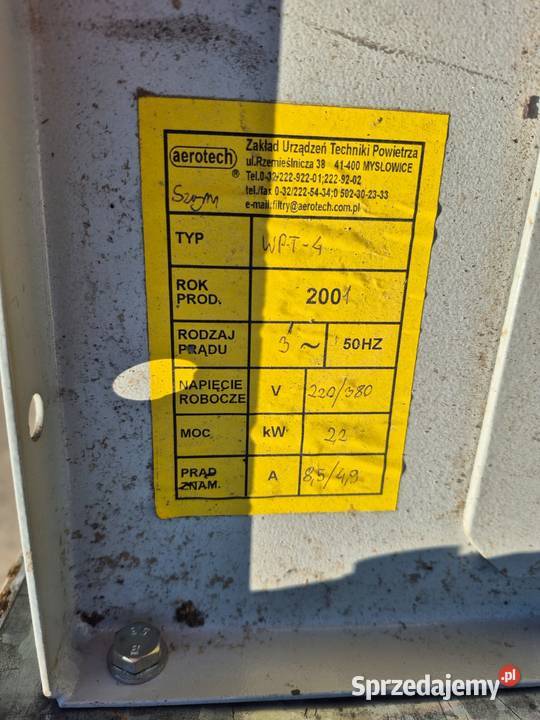 aerotech ® Zakład Urządzeń Techniki Powietrza
ul.Rzemieślnicza 38 41-400 MYSŁOWICE
Tel.0-32/222-922-01;222-92-02
tel./fax 0-32/222-54-34;0 502-30-23-33
e-mail:filtry@aerotech.com.pl
TYP WPT-4
ROK PROD. 2001
RODZAJ PRĄDU 3 ~ 50HZ
NAPIĘCIE ROBOCZE V 220/380
MOC kW 2,2
PRĄD ZNAM. A 8,5/4,9
Sprzedajemy.pl